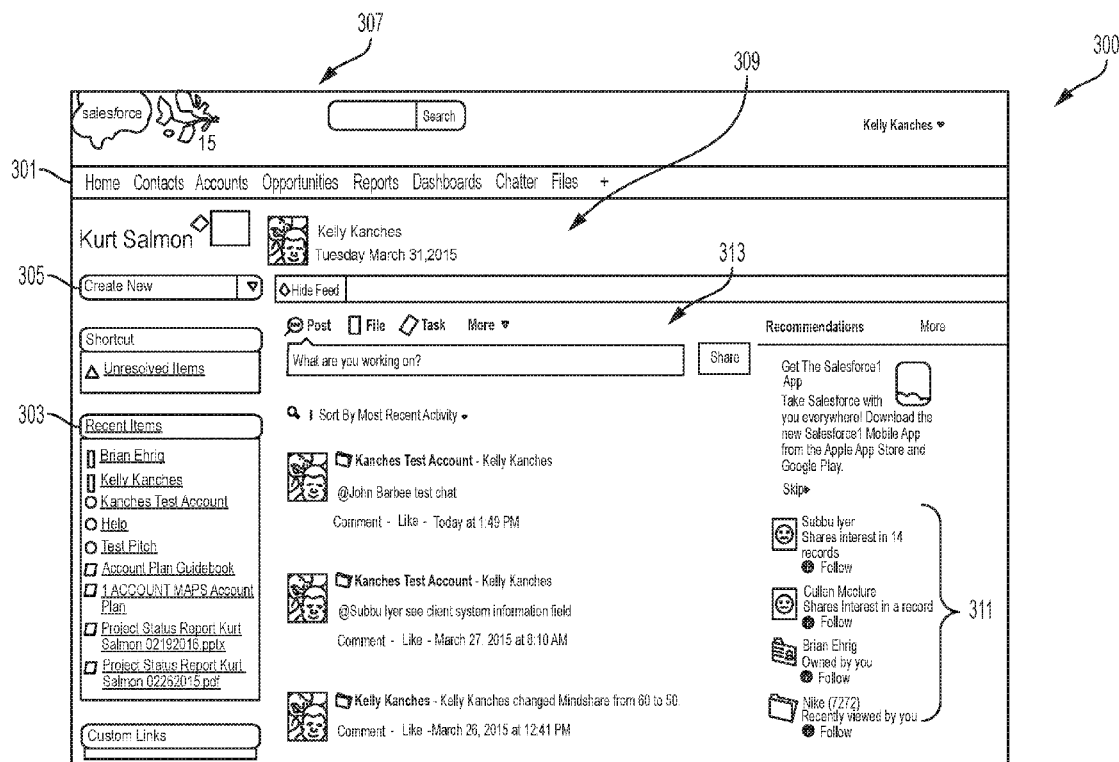 307
300
309
salesforce
15
Search
Kelly Kanches
301
Home Contacts Accounts Opportunities Reports Dashboards Chatter Files +
Kurt Salmon
Kelly Kanches
Tuesday March 31,2015
313
305
Create New
Hide Feed
Post File Task More
What are you working on?
Share
Recommendations More
Shortcut
Unresolved Items
Get The Salesforce1
App
Take Salesforce with
you everywhere! Download the
new Salesforce1 Mobile App
from the Apple App Store and
Google Play.
Skip
303
Recent Items
Brian Ehrig
Kelly Kanches
Kanches Test Account
Help
Test Pitch
Account Plan Guidebook
1 ACCOUNT MAPS Account
Plan
Project Status Report Kurt
Salmon 02192016.pptx
Project Status Report Kurt
Salmon 02262015.pdf
Custom Links
Sort By Most Recent Activity
Kanches Test Account - Kelly Kanches
@John Barbee test chat
Comment - Like - Today at 1:49 PM
Kanches Test Account - Kelly Kanches
@Subbu Iyer see client system information field
Comment - Like - March 27, 2015 at 8:10 AM
Kelly Kanches - Kelly Kanches changed Mindshare from 60 to 50.
Comment - Like -March 26, 2015 at 12:41 PM
Subbu Iyer
Shares interest in 14
records
Follow
Cullen Mcclure
Shares Interest in a record
Follow
Brian Ehrig
Owned by you
Follow
Nike (7272)
Recently viewed by you
Follow
311